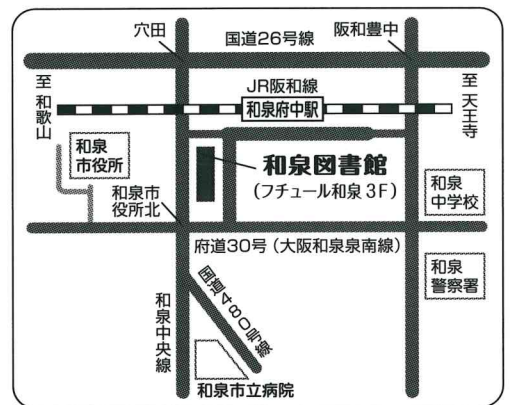 穴田
国道26号線
阪和豊中
至 和歌山
JR阪和線
和泉府中駅
至 天王寺
和泉
市役所
和泉図書館
(フチュール和泉 3F)
和泉市
役所北
和泉
中学校
府道30号(大阪和泉泉南線)
和泉
警察署
国道480号線
和泉中央線
和泉市立病院